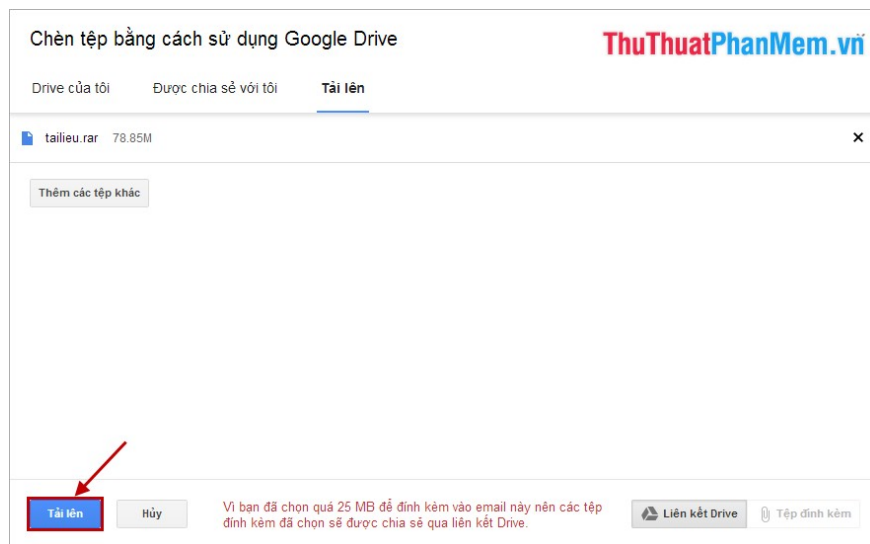 Chèn tệp bằng cách sử dụng Google Drive
ThuThuatPhanMem.vn
Drive của tôi Được chia sẻ với tôi Tải lên
tailieu.rar 78.85M
Thêm các tệp khác
Tải lên Hủy
Vì bạn đã chọn quá 25 MB để đính kèm vào email này nên các tệp
đính kèm đã chọn sẽ được chia sẻ qua liên kết Drive.
Liên kết Drive Tệp đính kèm